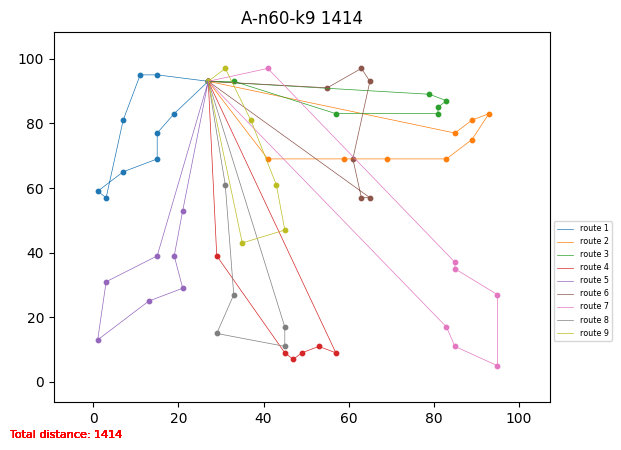 A-n60-k9 1414
100
80
60
40
20
0
0 20 40 60 80 100
route 1
route 2
route 3
route 4
route 5
route 6
route 7
route 8
route 9
Total distance: 1414